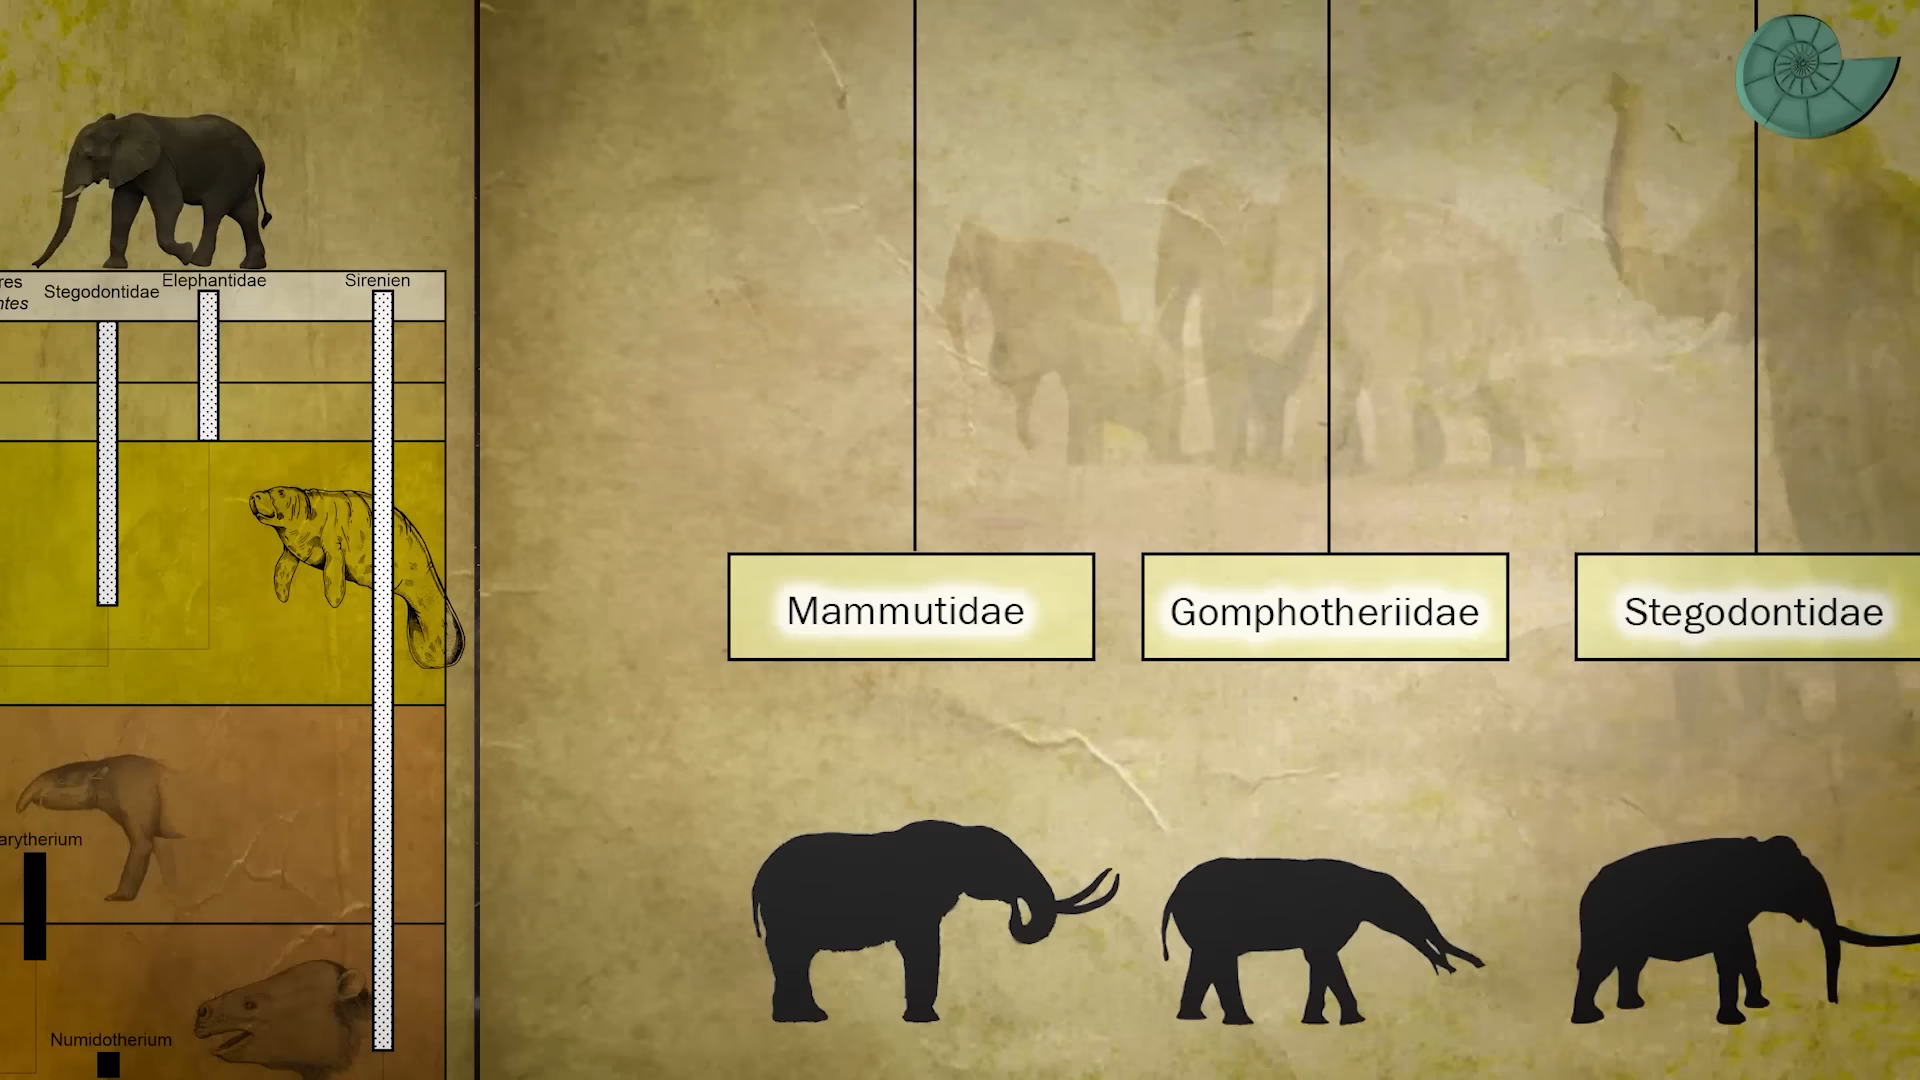 Elephantidae
Sirenien
res
Stegodontidae
ntes
arytherium
Numidotherium
Mammutidae
Gomphotheriidae
Stegodontidae